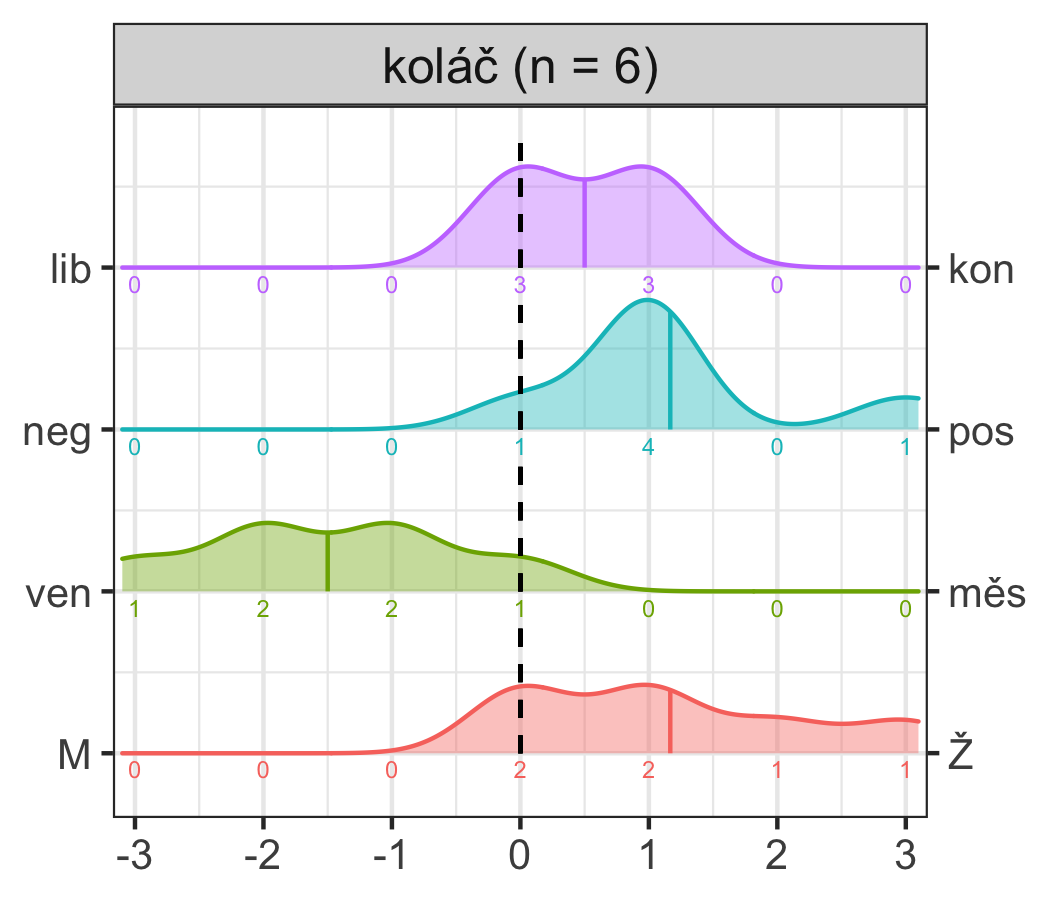 koláč (n = 6)
lib kon
0 0 0 3 3 0 0
neg pos
0 0 0 1 4 0 1
ven měs
1 2 2 1 0 0 0
M Ž
0 0 0 2 2 1 1
-3 -2 -1 0 1 2 3